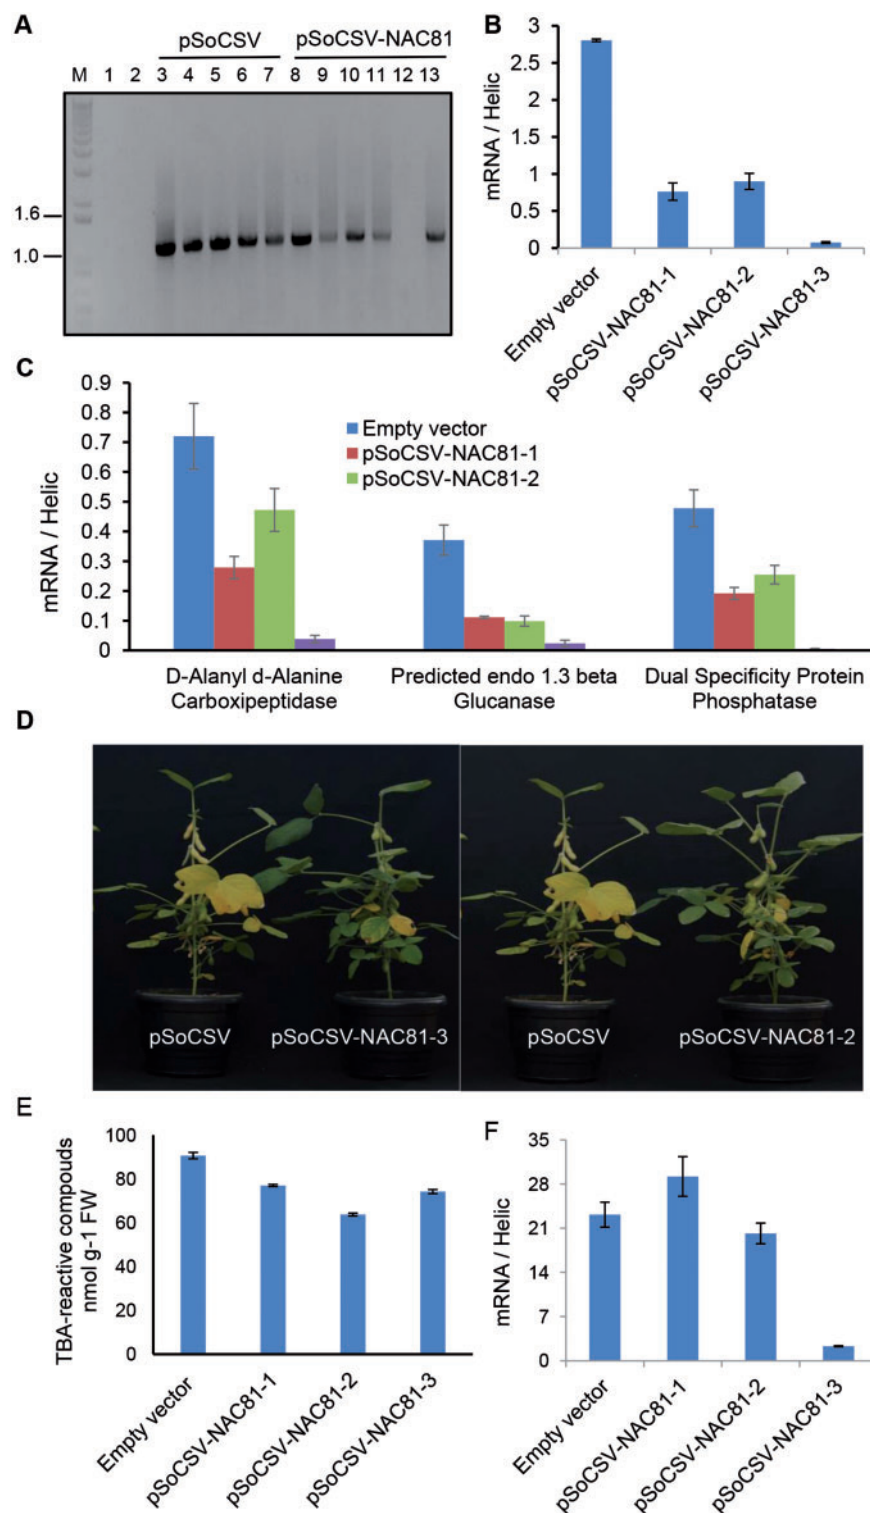 A
pSoCSV pSoCSV-NAC81
M 1 2 3 4 5 6 7 8 9 10 11 12 13
1.6
1.0
B
3
2.5
2
1.5
1
0.5
0
mRNA / Helic
Empty vector
pSoCSV-NAC81-1
pSoCSV-NAC81-2
pSoCSV-NAC81-3
C
0.9
0.8
0.7
0.6
0.5
0.4
0.3
0.2
0.1
0
mRNA / Helic
Empty vector
pSoCSV-NAC81-1
pSoCSV-NAC81-2
D-Alanyl d-Alanine
Carboxipeptidase
Predicted endo 1.3 beta
Glucanase
Dual Specificity Protein
Phosphatase
D
pSoCSV pSoCSV-NAC81-3 pSoCSV pSoCSV-NAC81-2
E
100
80
60
40
20
0
TBA-reactive compouds
nmol g-1 FW
Empty vector
pSoCSV-NAC81-1
pSoCSV-NAC81-2
pSoCSV-NAC81-3
F
35
28
21
14
7
0
mRNA / Helic
Empty vector
pSoCSV-NAC81-1
pSoCSV-NAC81-2
pSoCSV-NAC81-3